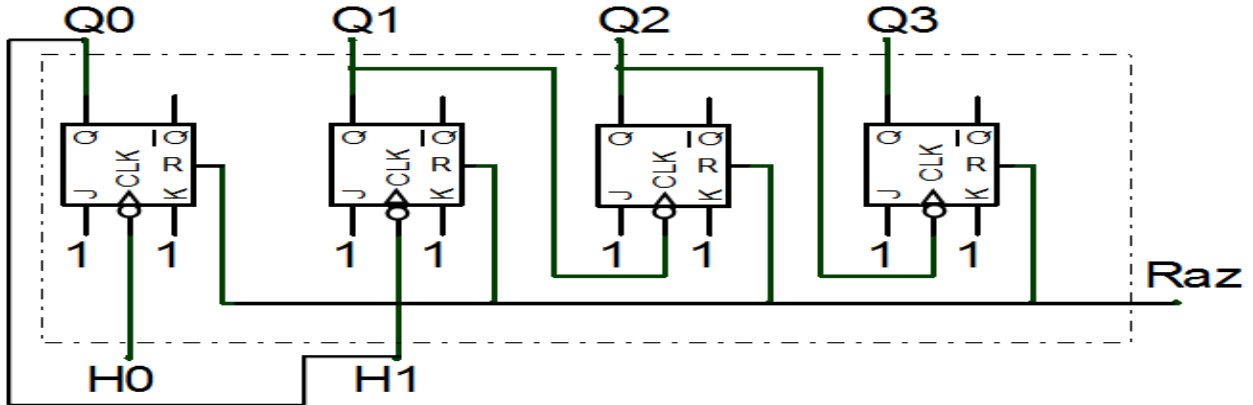 Q0 Q1 Q2 Q3
Q Q Q Q Q Q Q Q
CLK R CLK R CLK R CLK R
J K J K J K J K
1 1 1 1 1 1 1 1
Raz
H0 H1